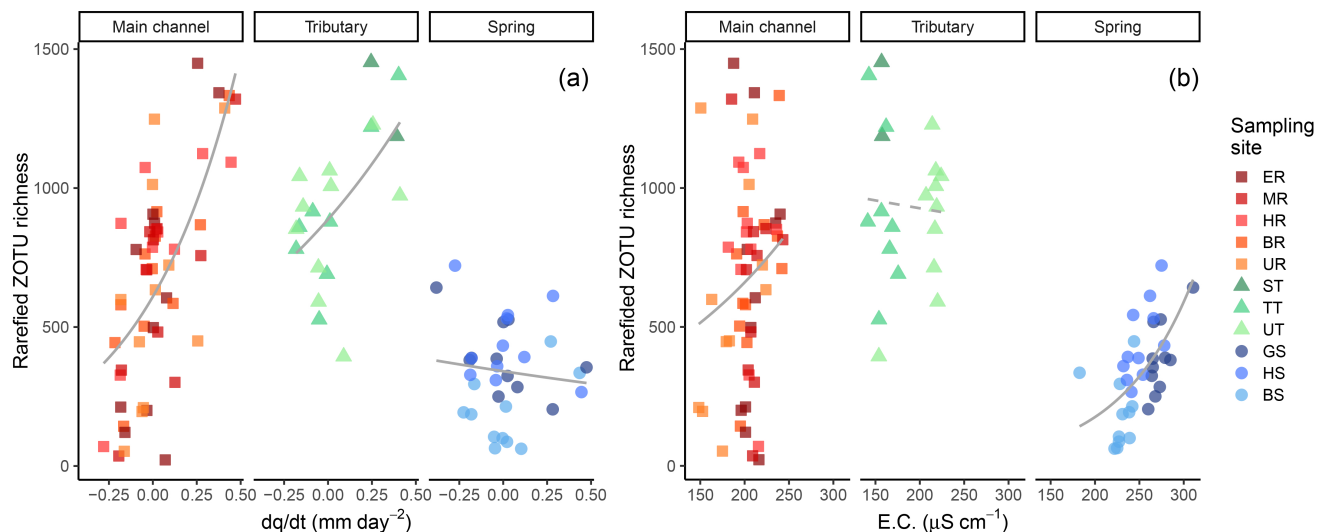 Main channel Tributary Spring
(a)
Rarefied ZOTU richness
1500
1000
500
0
−0.25 0.00 0.25 0.50 −0.25 0.00 0.25 0.50 −0.25 0.00 0.25 0.50
dq/dt (mm day−2)
Main channel Tributary Spring
(b)
Rarefided ZOTU richness
1500
1000
500
0
150 200 250 300 150 200 250 300 150 200 250 300
E.C. (μS cm−1)
Sampling
site
ER
MR
HR
BR
UR
ST
TT
UT
GS
HS
BS